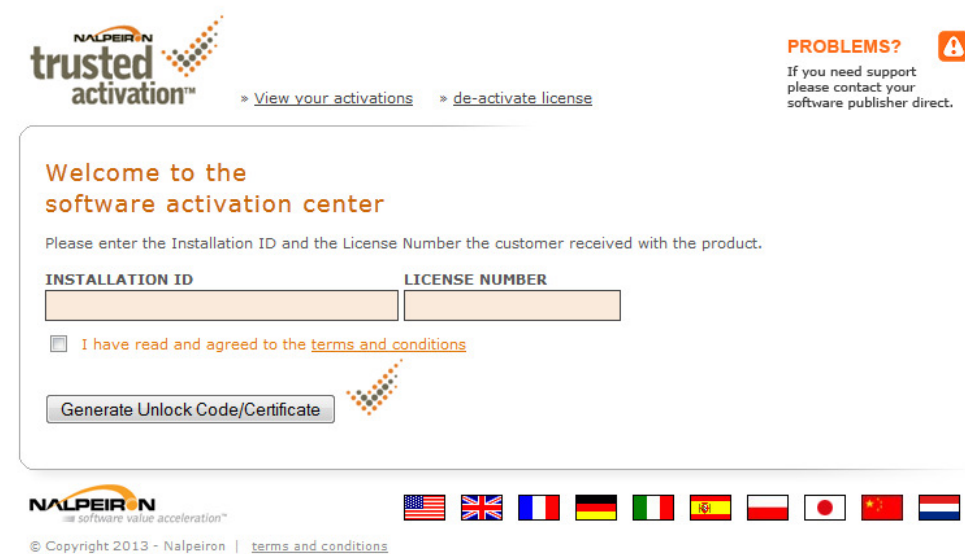 NALPEIRON
trusted
activation™
» View your activations » de-activate license
PROBLEMS?
If you need support
please contact your
software publisher direct.
Welcome to the
software activation center
Please enter the Installation ID and the License Number the customer received with the product.
INSTALLATION ID LICENSE NUMBER
I have read and agreed to the terms and conditions
Generate Unlock Code/Certificate
NALPEIRON
software value acceleration™
© Copyright 2013 - Nalpeiron | terms and conditions